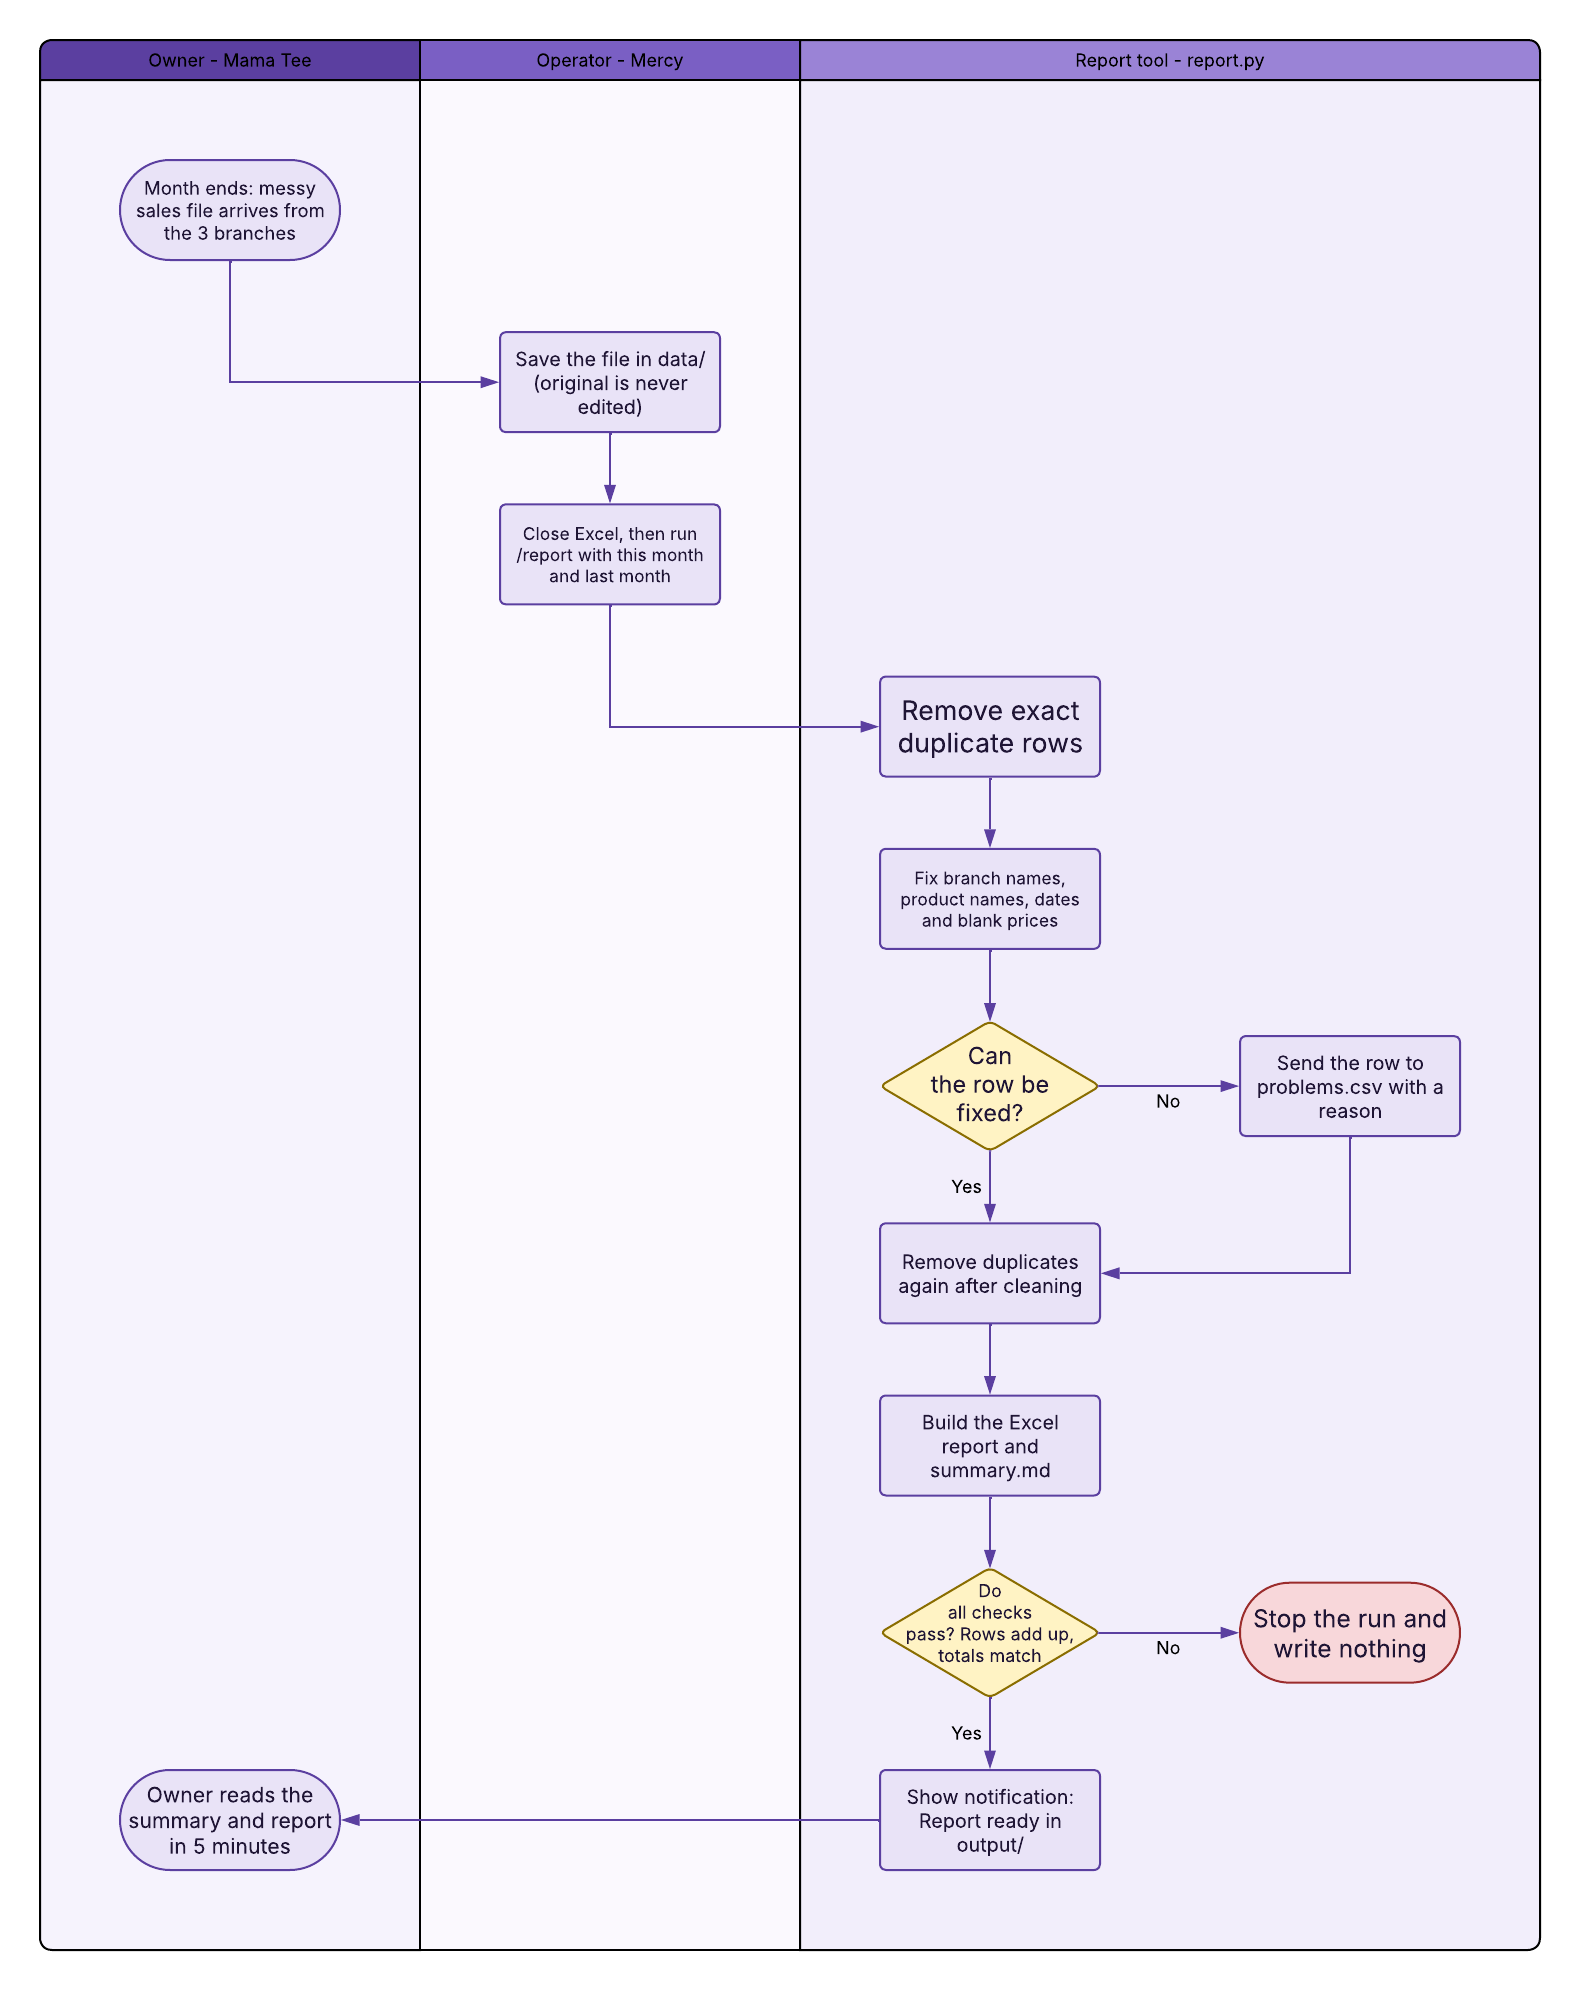 Owner - Mama Tee
Operator - Mercy
Report tool - report.py
Month ends: messy
sales file arrives from
the 3 branches
Save the file in data/
(original is never
edited)
Close Excel, then run
/report with this month
and last month
Remove exact
duplicate rows
Fix branch names,
product names, dates
and blank prices
Can
the row be
fixed?
No
Send the row to
problems.csv with a
reason
Yes
Remove duplicates
again after cleaning
Build the Excel
report and
summary.md
Do
all checks
pass? Rows add up,
totals match
No
Stop the run and
write nothing
Yes
Show notification:
Report ready in
output/
Owner reads the
summary and report
in 5 minutes